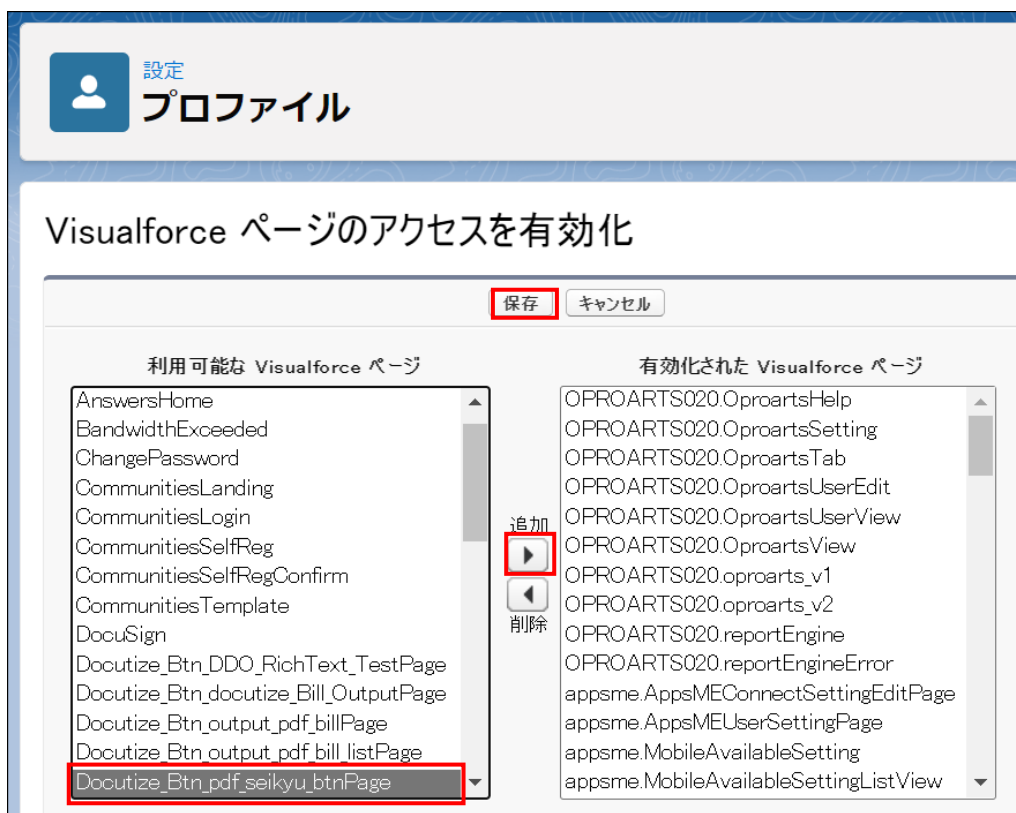 設定
プロファイル
Visualforce ページのアクセスを有効化
保存
キャンセル
利用可能な Visualforce ページ
AnswersHome
BandwidthExceeded
ChangePassword
CommunitiesLanding
CommunitiesLogin
CommunitiesSelfReg
CommunitiesSelfRegConfirm
CommunitiesTemplate
DocuSign
Docutize_Btn_DDO_RichText_TestPage
Docutize_Btn_docutize_Bill_OutputPage
Docutize_Btn_output_pdf_billPage
Docutize_Btn_output_pdf_bill_listPage
Docutize_Btn_pdf_seikyu_btnPage
追加
削除
有効化された Visualforce ページ
OPROARTS020.OproartsHelp
OPROARTS020.OproartsSetting
OPROARTS020.OproartsTab
OPROARTS020.OproartsUserEdit
OPROARTS020.OproartsUserView
OPROARTS020.OproartsView
OPROARTS020.oproarts_v1
OPROARTS020.oproarts_v2
OPROARTS020.reportEngine
OPROARTS020.reportEngineError
appsme.AppsMEConnectSettingEditPage
appsme.AppsMEUserSettingPage
appsme.MobileAvailableSetting
appsme.MobileAvailableSettingListView